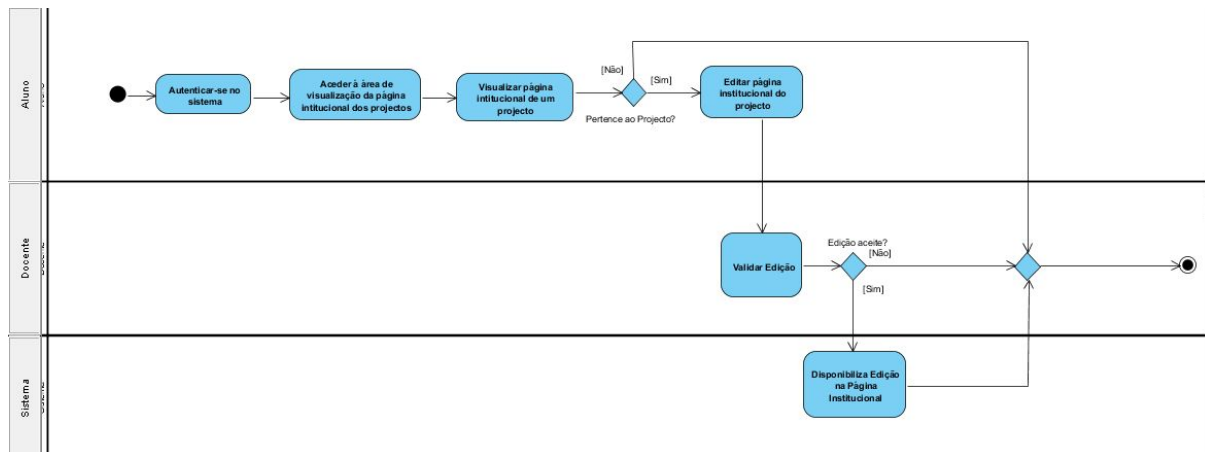 Aluno
Autenticar-se no
sistema
Aceder à área de
visualização da página
intitucional dos projectos
Visualizar página
intitucional de um
projecto
[Não]
[Sim]
Pertence ao Projecto?
Editar página
institucional do
projecto
Docente
Validar Edição
Edição aceite?
[Não]
[Sim]
Sistema
Disponibiliza Edição
na Página
Institucional